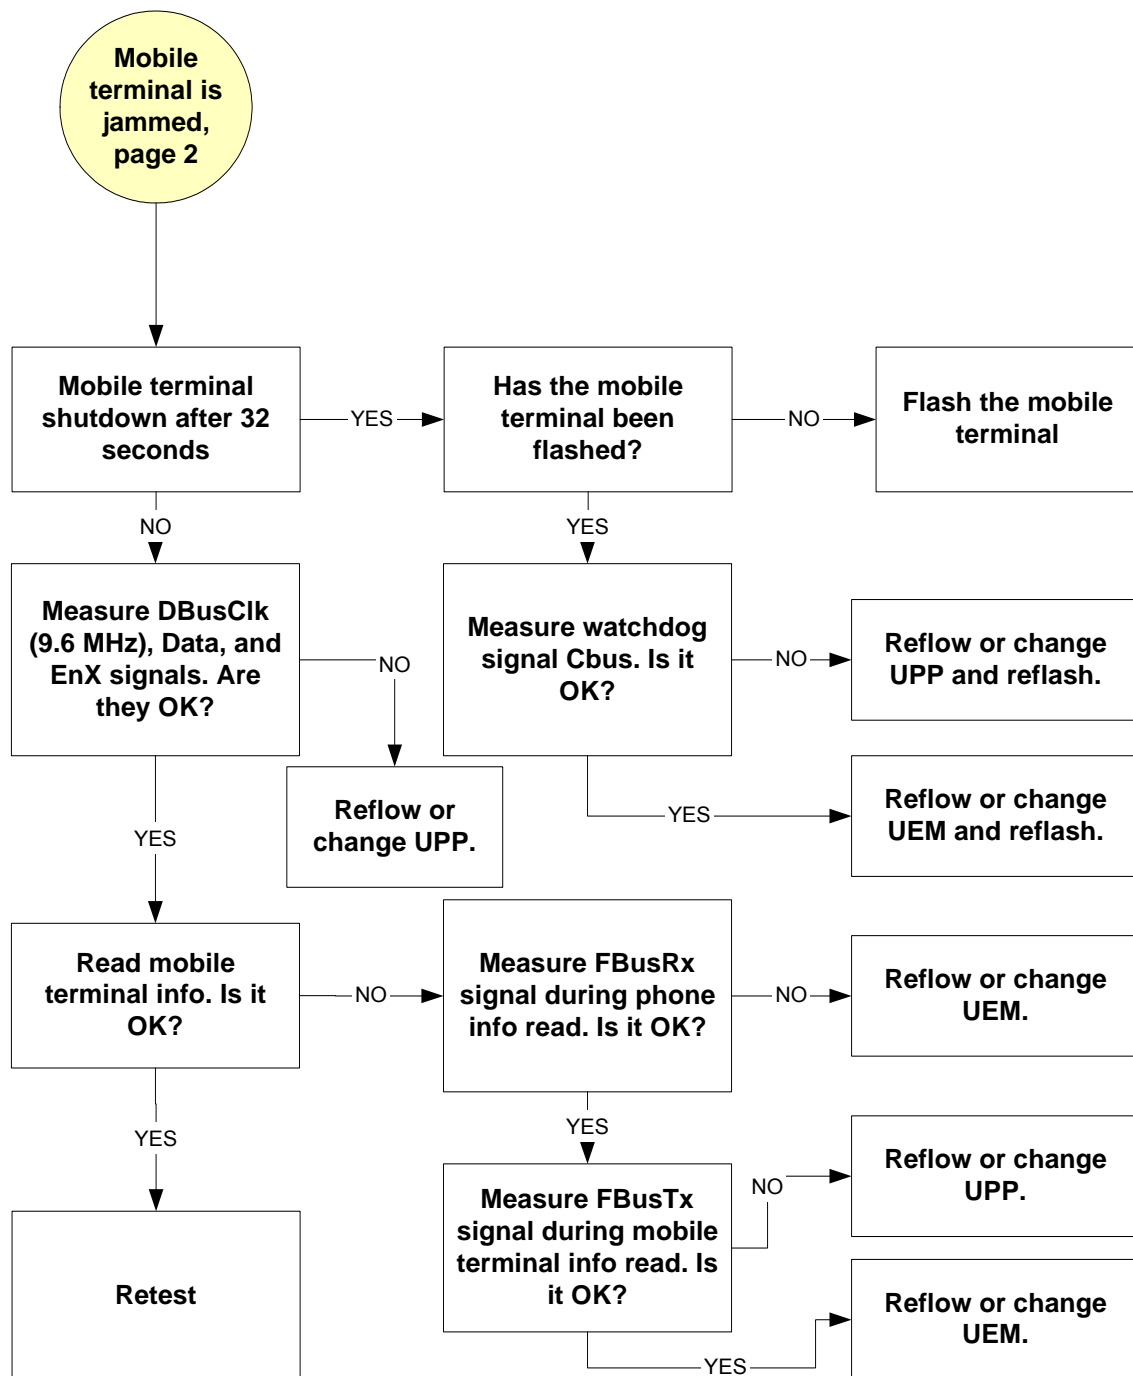 Mobile
terminal is
jammed,
page 2
Mobile terminal
shutdown after 32
seconds
YES
Has the mobile
terminal been
flashed?
NO
Flash the mobile
terminal
NO
YES
Measure DBusClk
(9.6 MHz), Data, and
EnX signals. Are
they OK?
NO
Measure watchdog
signal Cbus. Is it
OK?
NO
Reflow or change
UPP and reflash.
Reflow or
change UPP.
YES
Reflow or change
UEM and reflash.
YES
Read mobile
terminal info. Is it
OK?
NO
Measure FBusRx
signal during phone
info read. Is it OK?
NO
Reflow or change
UEM.
YES
YES
Measure FBusTx
signal during mobile
terminal info read. Is
it OK?
NO
Reflow or change
UPP.
Retest
YES
Reflow or change
UEM.